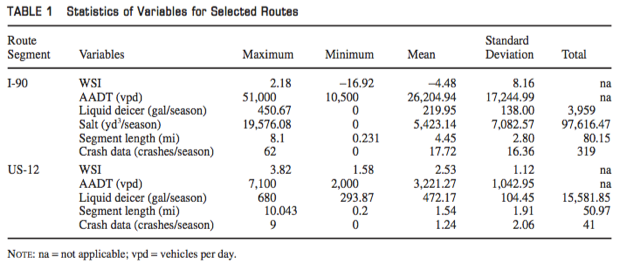 TABLE 1 Statistics of Variables for Selected Routes
Route Segment Variables Maximum Minimum Mean Standard Deviation Total
I-90 WSI 2.18 −16.92 −4.48 8.16 na
AADT (vpd) 51,000 10,500 26,204.94 17,244.99 na
Liquid deicer (gal/season) 450.67 0 219.95 138.00 3,959
Salt (yd³/season) 19,576.08 0 5,423.14 7,082.57 97,616.47
Segment length (mi) 8.1 0.231 4.45 2.80 80.15
Crash data (crashes/season) 62 0 17.72 16.36 319
US-12 WSI 3.82 1.58 2.53 1.12 na
AADT (vpd) 7,100 2,000 3,221.27 1,042.95 na
Liquid deicer (gal/season) 680 293.87 472.17 104.45 15,581.85
Segment length (mi) 10.043 0.2 1.54 1.91 50.97
Crash data (crashes/season) 9 0 1.24 2.06 41
NOTE: na = not applicable; vpd = vehicles per day.